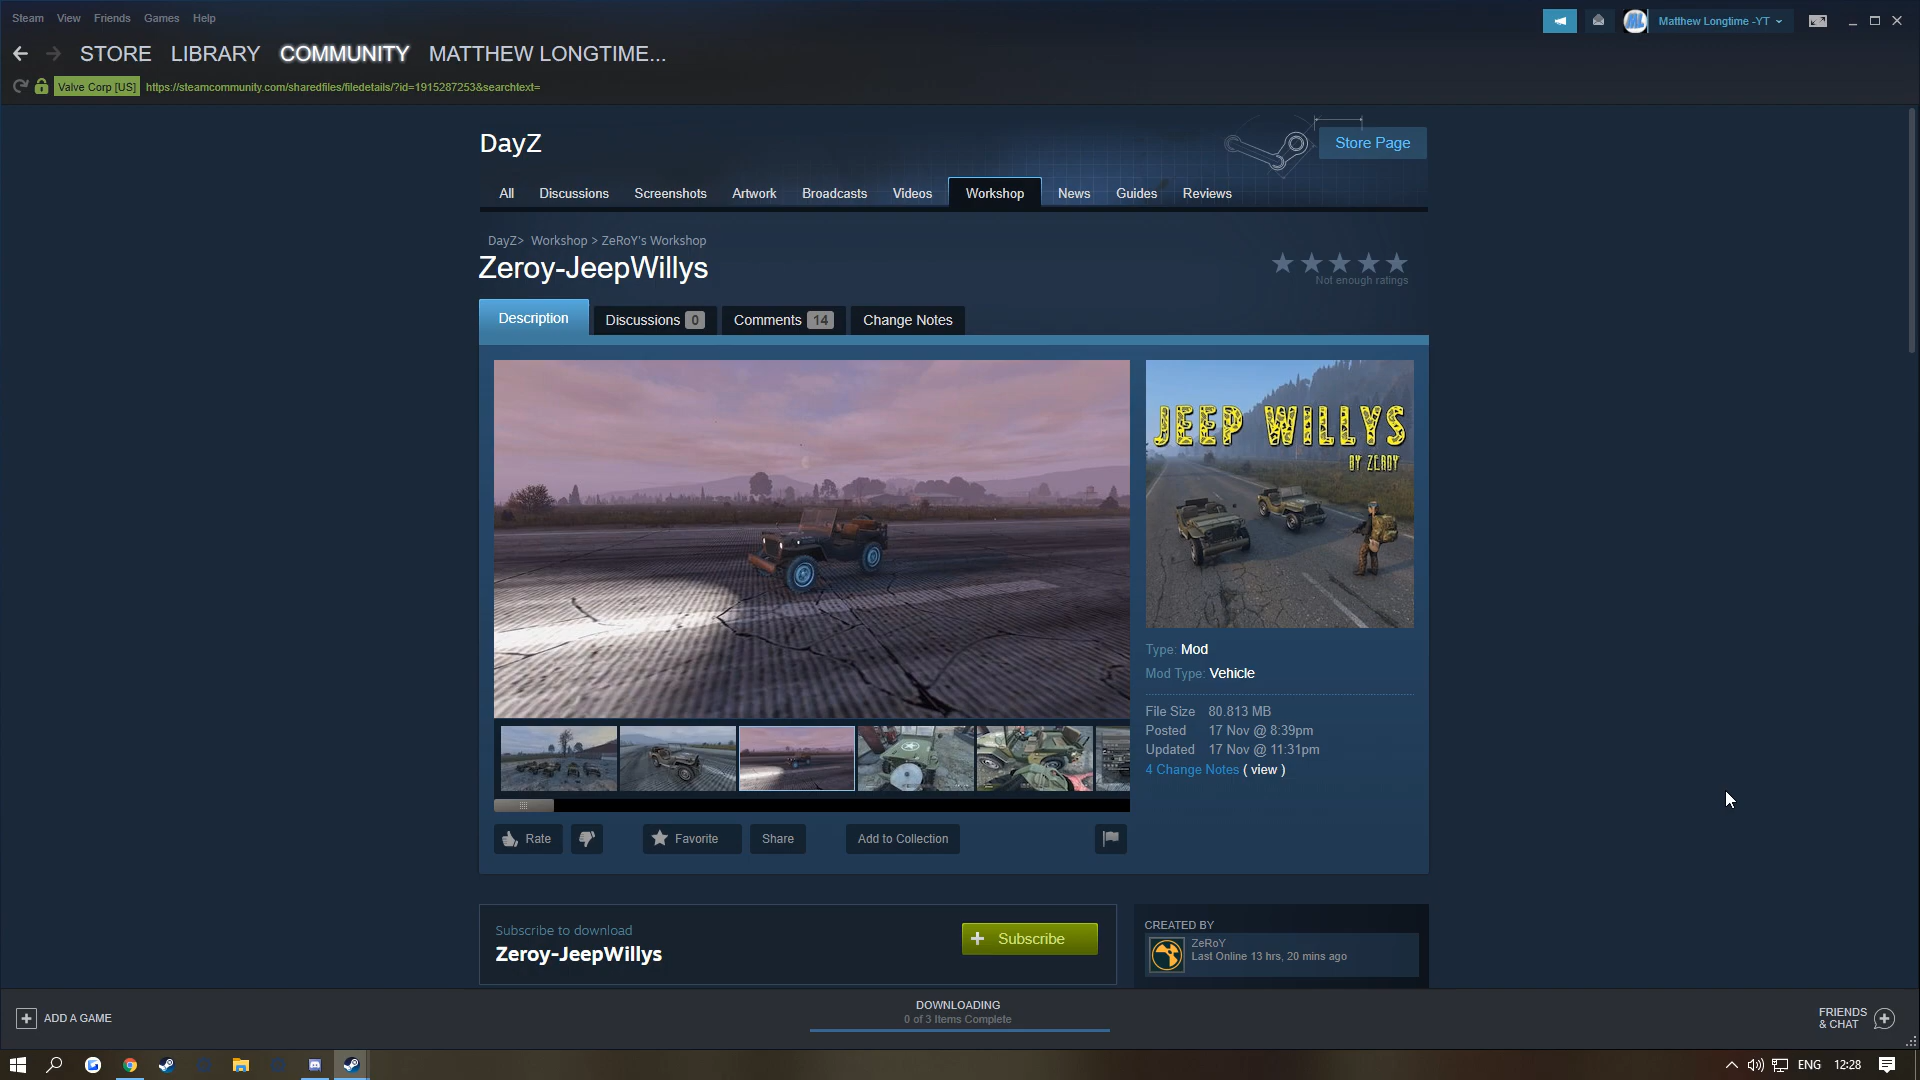 Steam View Friends Games Help
Matthew Longtime -YT
STORE LIBRARY COMMUNITY MATTHEW LONGTIME...
Valve Corp [US] https://steamcommunity.com/sharedfiles/filedetails/?id=1915287253&searchtext=
DayZ
Store Page
All Discussions Screenshots Artwork Broadcasts Videos Workshop News Guides Reviews
DayZ> Workshop > ZeRoY's Workshop
Zeroy-JeepWillys
Not enough ratings
Description Discussions 0 Comments 14 Change Notes
JEEP WILLYS
BY ZEROY
Type: Mod
Mod Type: Vehicle
File Size 80.813 MB
Posted 17 Nov @ 8:39pm
Updated 17 Nov @ 11:31pm
4 Change Notes ( view )
Rate Favorite Share Add to Collection
Subscribe to download
Zeroy-JeepWillys
+ Subscribe
CREATED BY
ZeRoY
Last Online 13 hrs, 20 mins ago
+ ADD A GAME
DOWNLOADING
0 of 3 Items Complete
FRIENDS
& CHAT
ENG 12:28